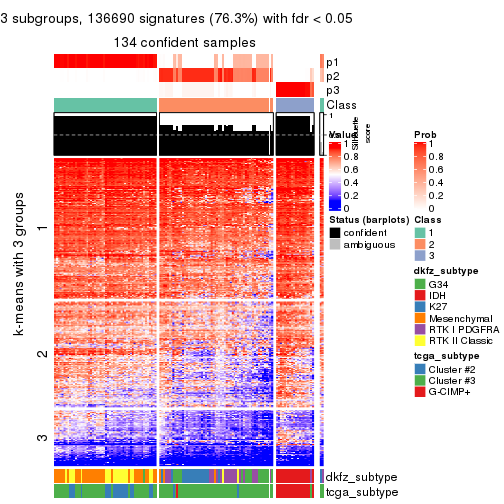 3 subgroups, 136690 signatures (76.3%) with fdr < 0.05
134 confident samples
p1
p2
p3
Class
1
Silhouette
score
Value
1
0.8
0.6
0.4
0.2
0
Prob
1
0.8
0.6
0.4
0.2
0
Status (barplots)
confident
ambiguous
Class
1
2
3
dkfz_subtype
G34
IDH
K27
Mesenchymal
RTK I PDGFRA
RTK II Classic
tcga_subtype
Cluster #2
Cluster #3
G-CIMP+
k-means with 3 groups
1
2
3
dkfz_subtype
tcga_subtype